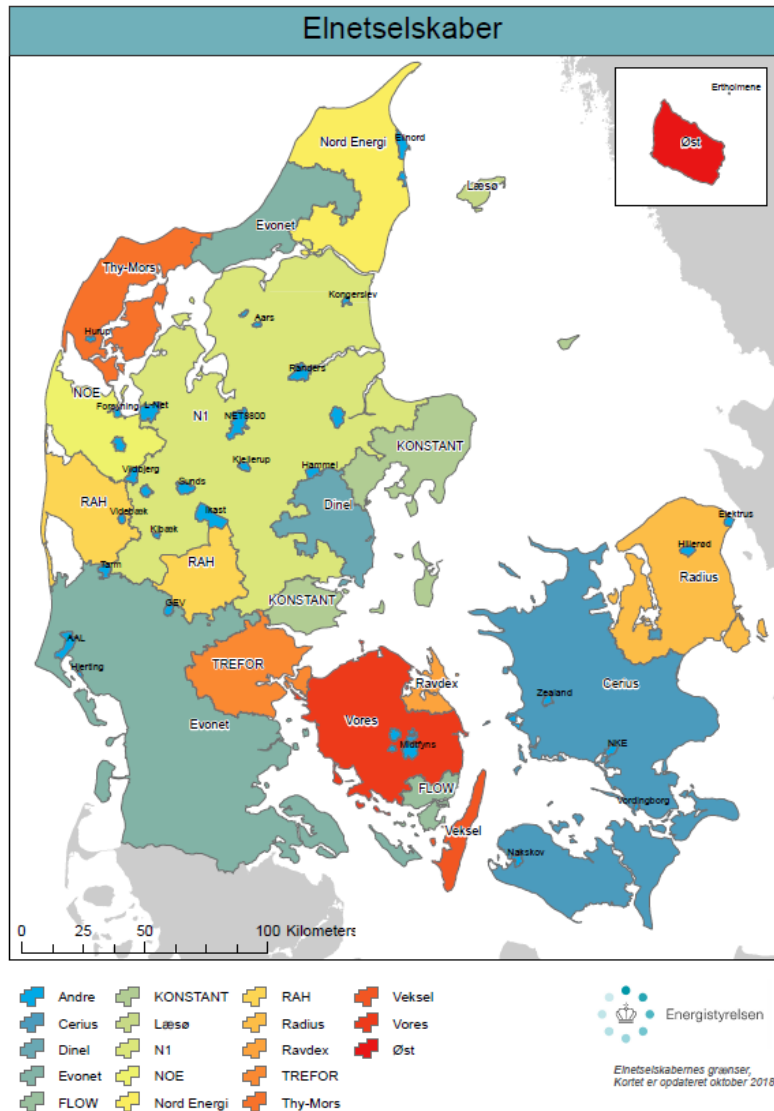 Elnetselskaber
Ertholmene
Øst
Nord Energi
Elnord
Læsø
Evonet
Thy-Mors
Kongerslev
Aars
Hurup
Randers
NOE
Forsyning
L-Net
N1
NET8800
KONSTANT
Vildbjerg
Kjellerup
Hammel
Sunds
RAH
Dinel
Videbæk
Ikast
Elektrus
Kibæk
Hillerød
RAH
Tarm
Radius
GEV
KONSTANT
AAL
Hjerting
TREFOR
Ravdex
Cerius
Zealand
Evonet
Vores
Midtfyns
NKE
FLOW
Vordingborg
Veksel
Nakskov
0 25 50 100 Kilometers
Andre KONSTANT RAH Veksel
Cerius Læsø Radius Vores
Dinel N1 Ravdex Øst
Evonet NOE TREFOR
FLOW Nord Energi Thy-Mors
Energistyrelsen
Elnetselskabernes grænser,
Kortet er opdateret oktober 2018